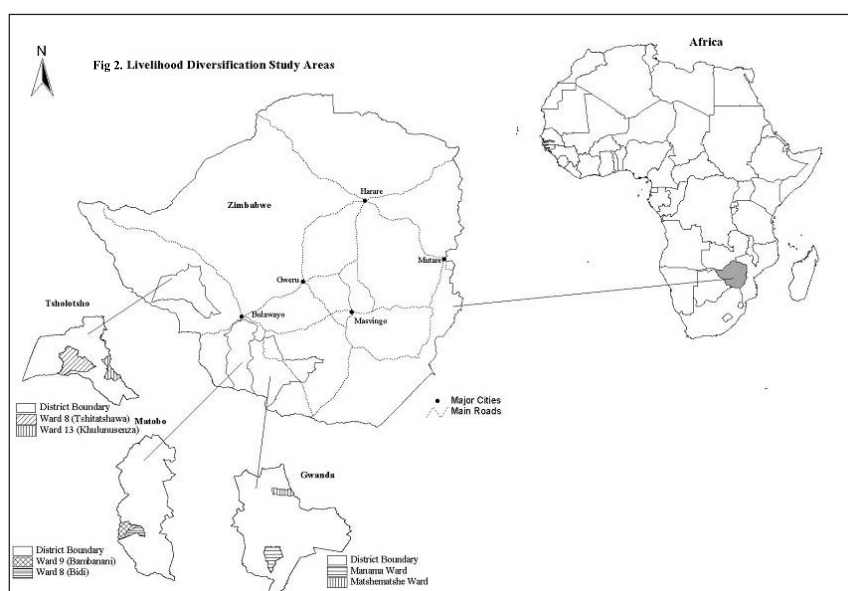 Fig 2. Livelihood Diversification Study Areas
N
Africa
Zimbabwe
Harare
Mutare
Gweru
Masvingo
Bulawayo
Tsholotsho
District Boundary
Ward 8 (Tshitatshawa)
Ward 13 (Khulunusenza)
Major Cities
Main Roads
Matobo
District Boundary
Ward 9 (Bambanani)
Ward 8 (Bidi)
Gwanda
District Boundary
Manama Ward
Matshematshe Ward